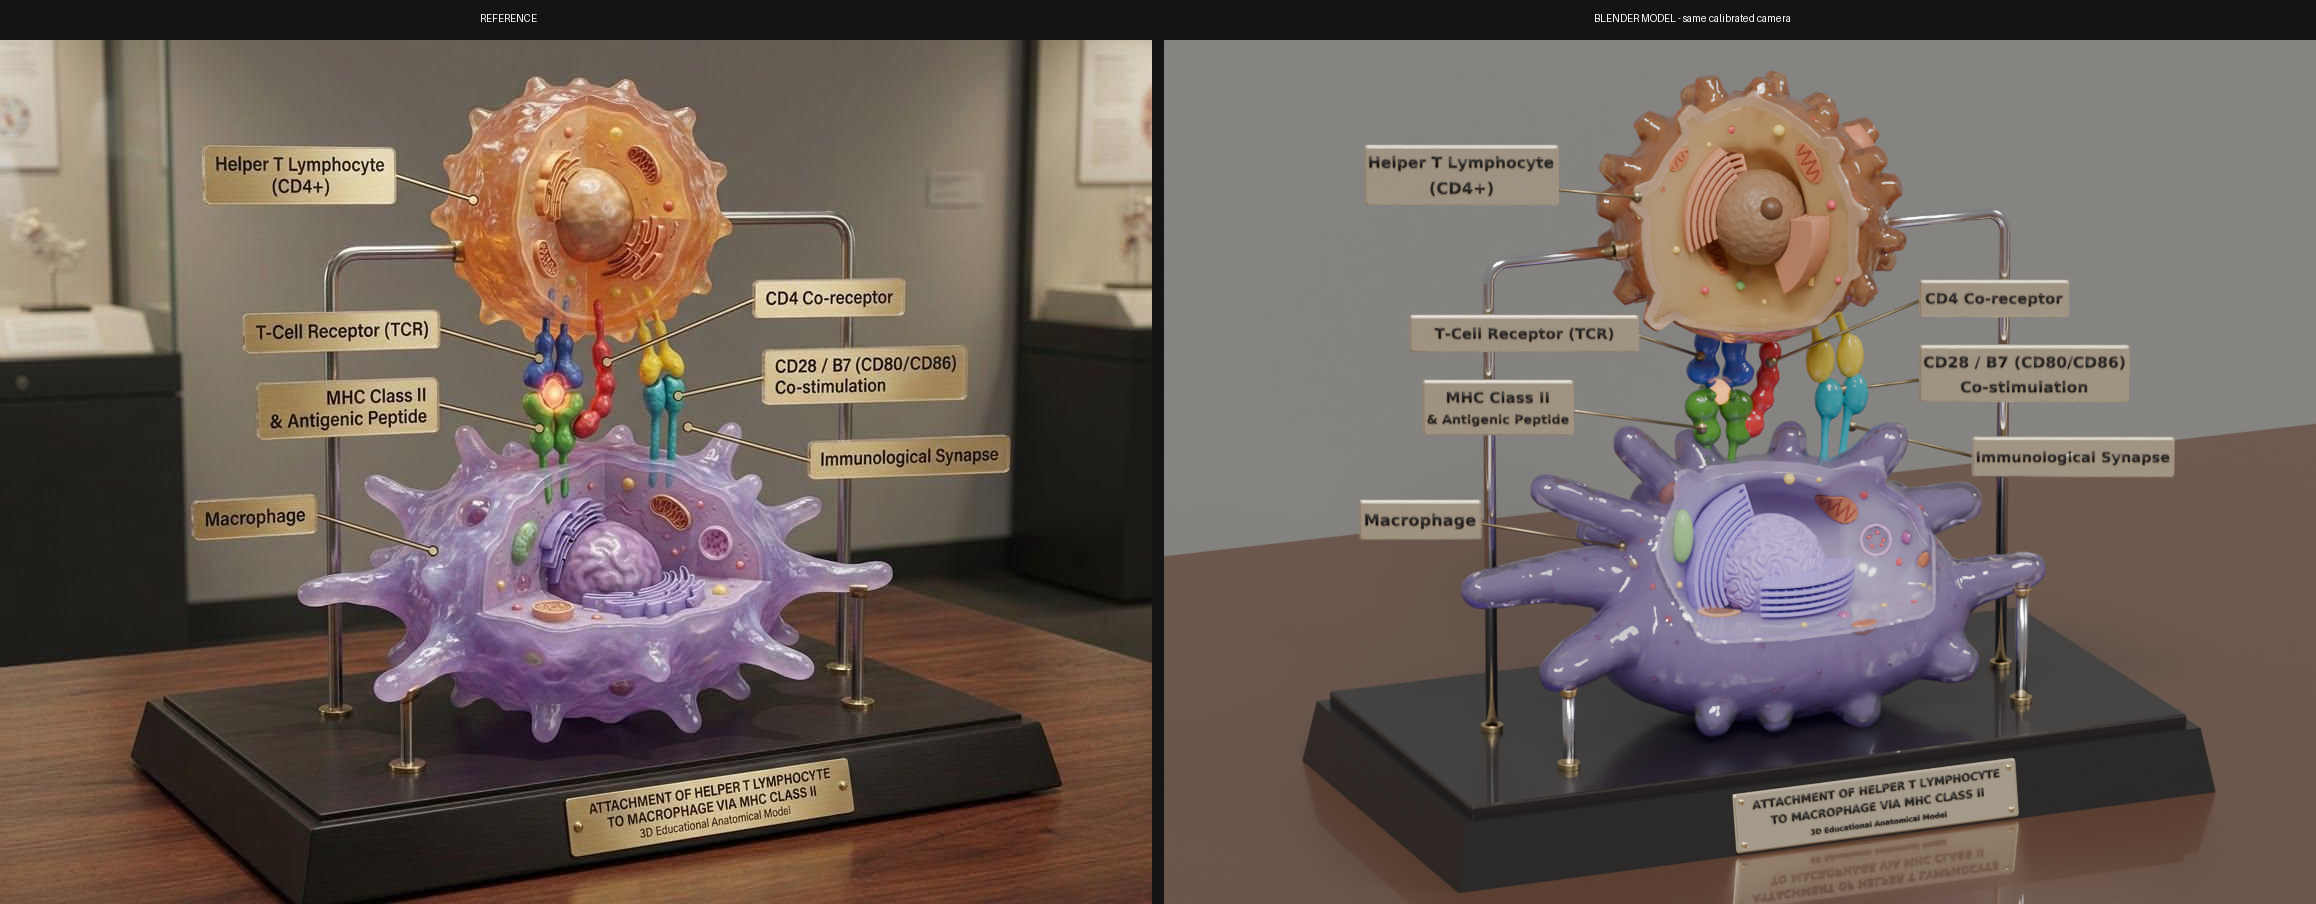 REFERENCE
BLENDER MODEL - same calibrated camera
Helper T Lymphocyte
(CD4+)
CD4 Co-receptor
T-Cell Receptor (TCR)
CD28 / B7 (CD80/CD86)
Co-stimulation
MHC Class II
& Antigenic Peptide
Immunological Synapse
Macrophage
ATTACHMENT OF HELPER T LYMPHOCYTE
TO MACROPHAGE VIA MHC CLASS II
3D Educational Anatomical Model
Helper T Lymphocyte
(CD4+)
CD4 Co-receptor
T-Cell Receptor (TCR)
CD28 / B7 (CD80/CD86)
Co-stimulation
MHC Class II
& Antigenic Peptide
Immunological Synapse
Macrophage
ATTACHMENT OF HELPER T LYMPHOCYTE
TO MACROPHAGE VIA MHC CLASS II
3D Educational Anatomical Model